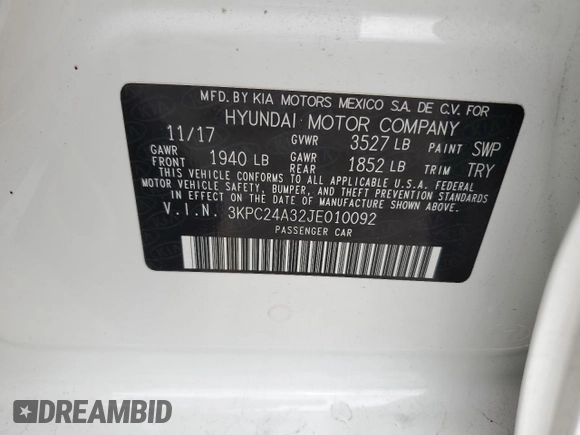 MFD. BY KIA MOTORS MEXICO S.A. DE C.V. FOR
HYUNDAI MOTOR COMPANY
11/17 GVWR 3527 LB PAINT SWP
GAWR FRONT 1940 LB GAWR REAR 1852 LB TRIM TRY
THIS VEHICLE CONFORMS TO ALL APPLICABLE U.S.A. FEDERAL
MOTOR VEHICLE SAFETY, BUMPER, AND THEFT PREVENTION STANDARDS
IN EFFECT ON THE DATE OF MANUFACTURE SHOWN ABOVE.
V.I.N. 3KPC24A32JE010092
PASSENGER CAR
DREAMBID